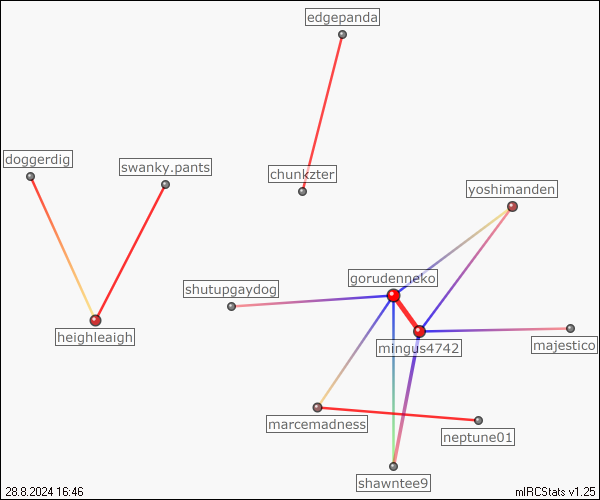 edgepanda
doggerdig
swanky.pants
chunkzter
yoshimanden
gorudenneko
shutupgaydog
heighleaigh
mingus4742
majestico
marcemadness
neptune01
shawntee9
28.8.2024 16:46
mIRCStats v1.25